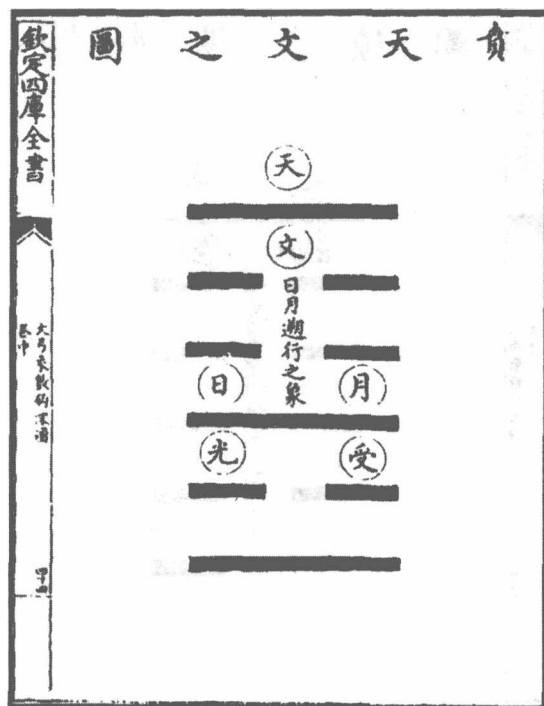 賁天文之圖
天
文
日月遡行之象
月 日
受 光
欽定四庫全書
大易象數鈎深圖
卷中